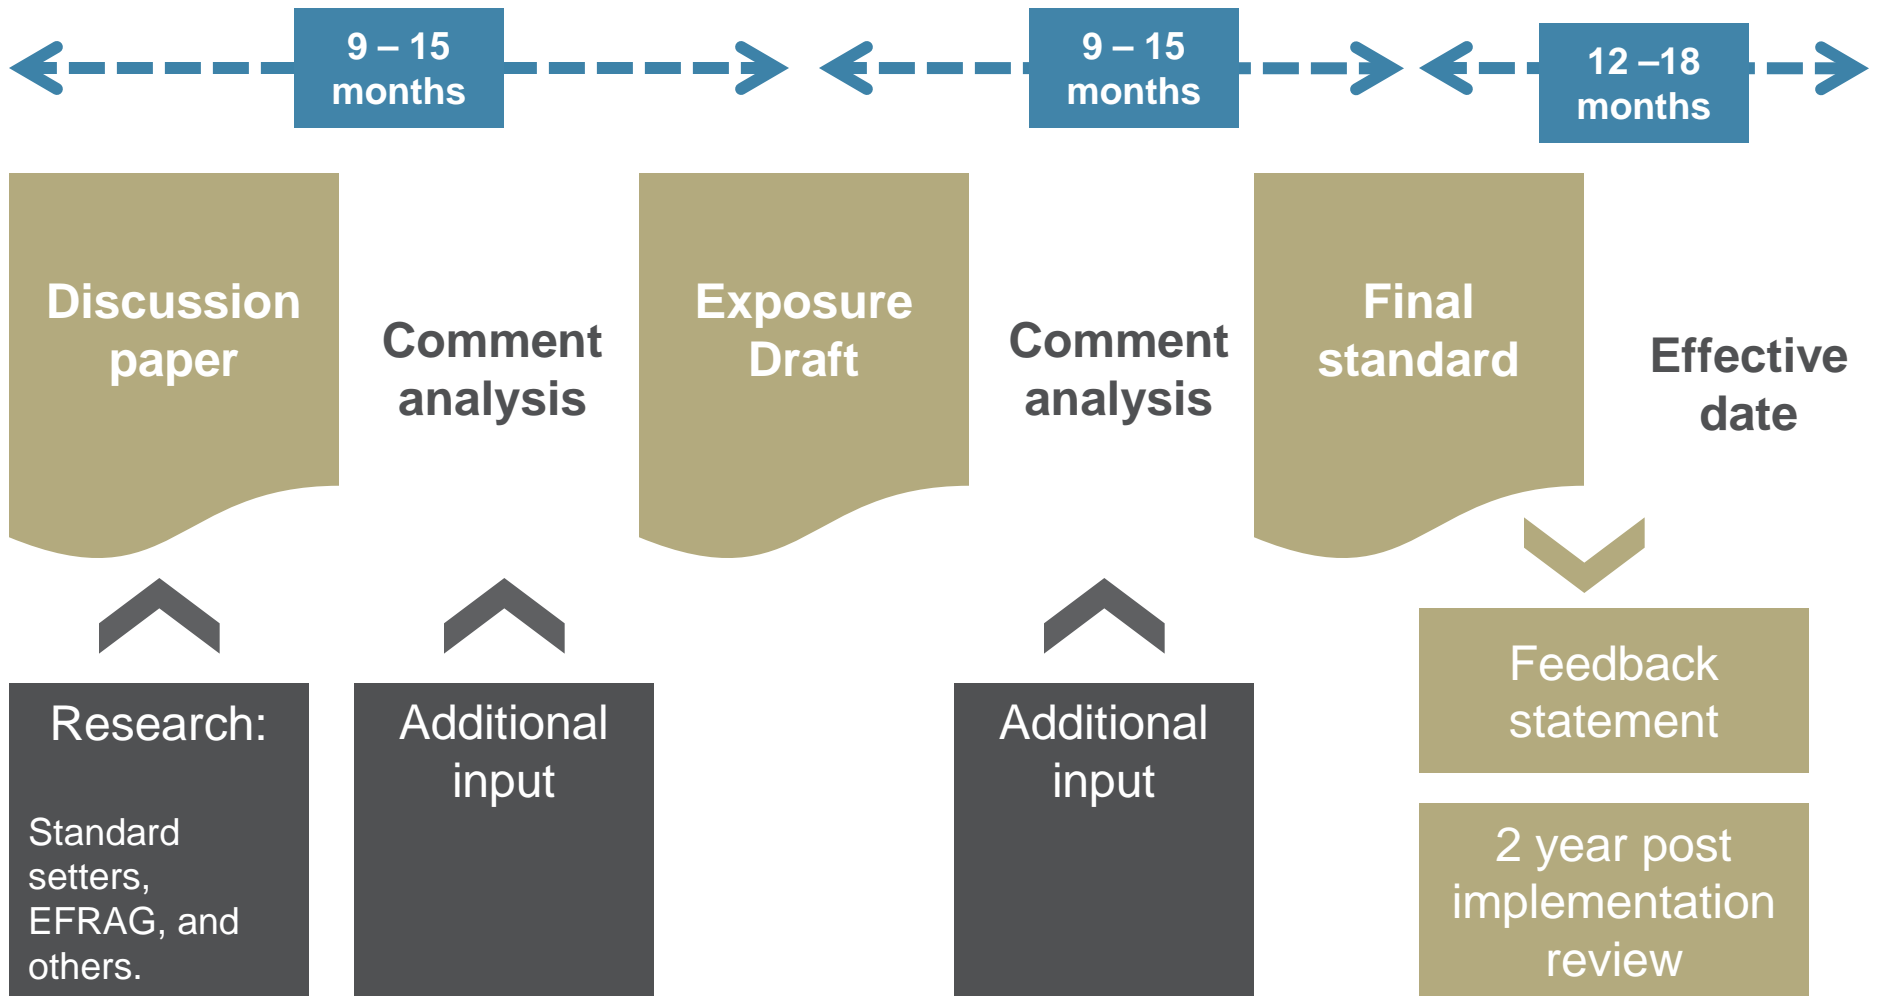 9 – 15
months
9 – 15
months
12 –18
months
Discussion
paper
Comment
analysis
Exposure
Draft
Comment
analysis
Final
standard
Effective
date
Research:
Standard
setters,
EFRAG, and
others.
Additional
input
Additional
input
Feedback
statement
2 year post
implementation
review